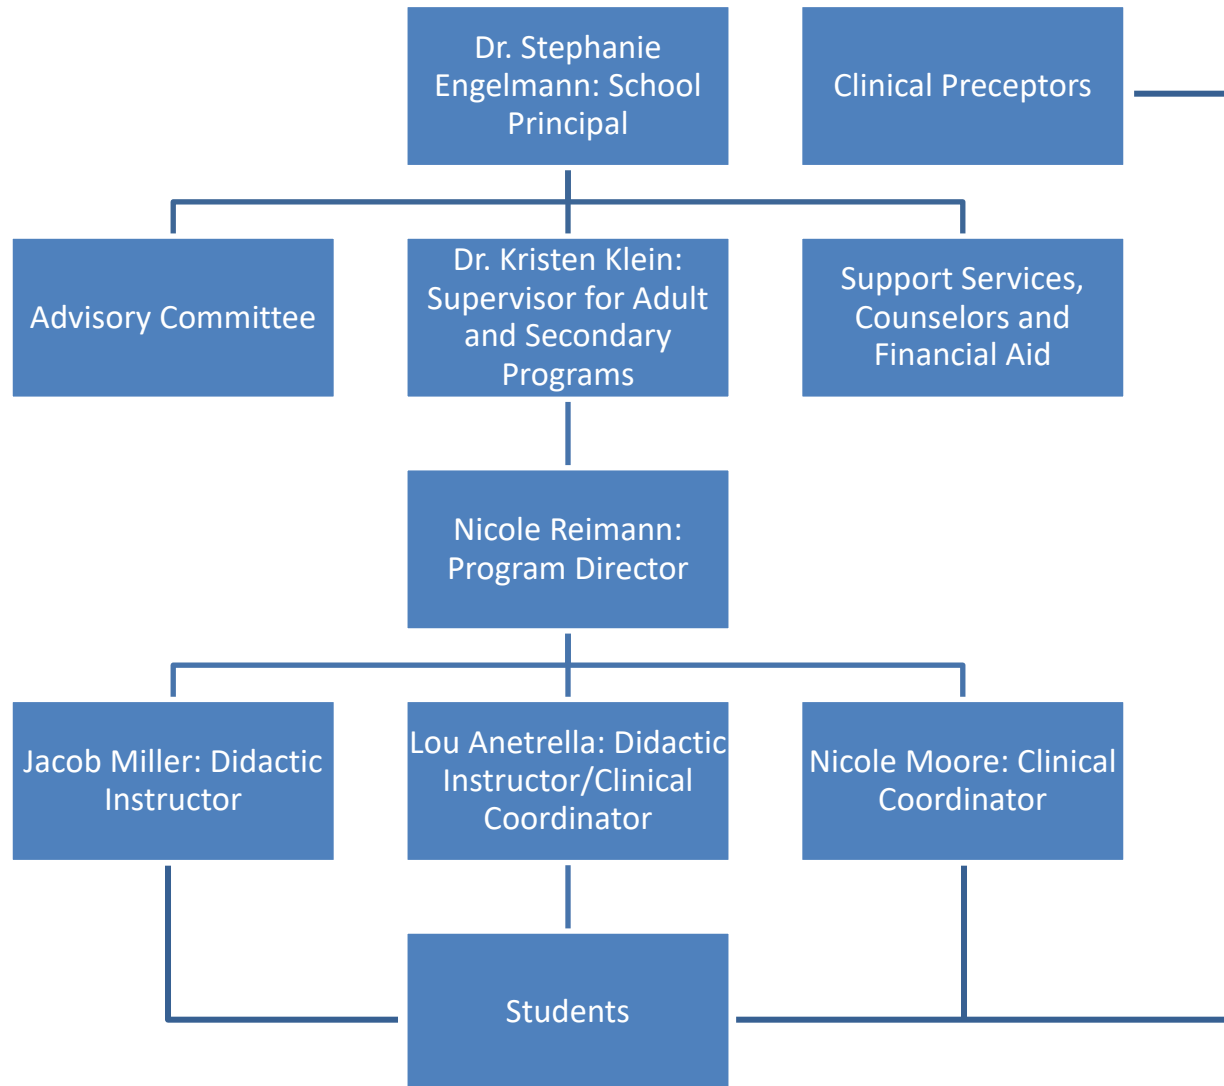 Dr. Stephanie
Engelmann: School
Principal
Clinical Preceptors
Advisory Committee
Dr. Kristen Klein:
Supervisor for Adult
and Secondary
Programs
Support Services,
Counselors and
Financial Aid
Nicole Reimann:
Program Director
Jacob Miller: Didactic
Instructor
Lou Anetrella: Didactic
Instructor/Clinical
Coordinator
Nicole Moore: Clinical
Coordinator
Students